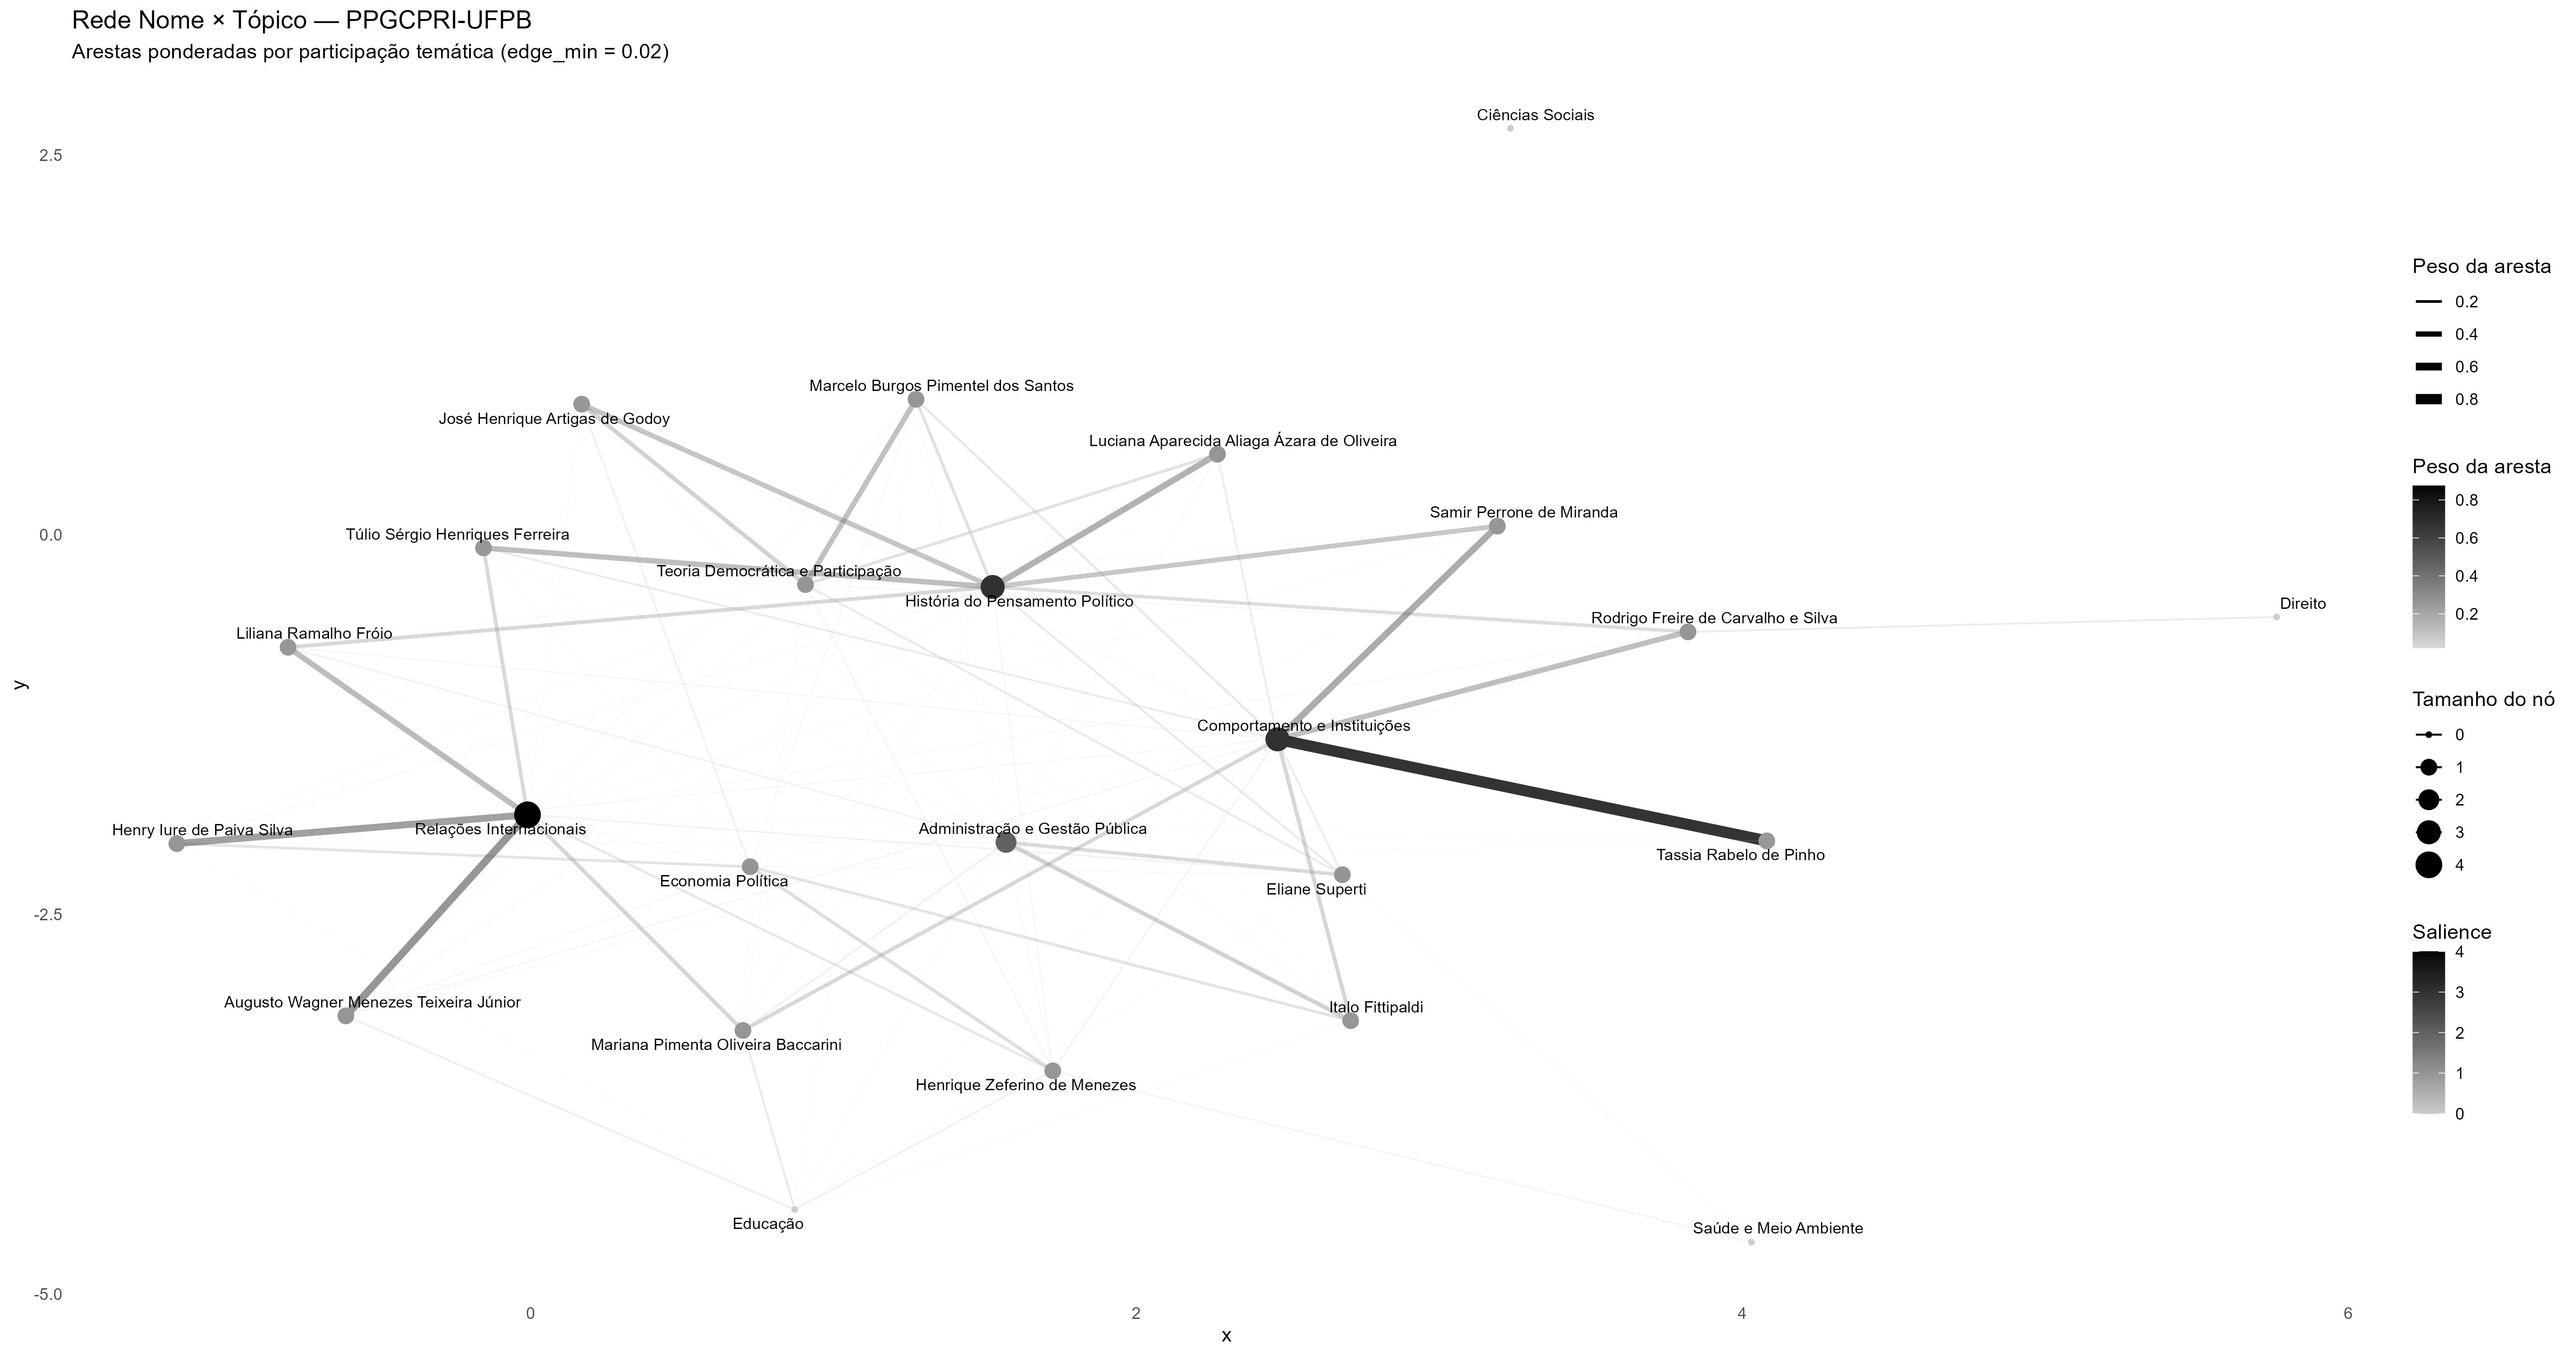 Rede Nome × Tópico — PPGCPRI-UFPB
Arestas ponderadas por participação temática (edge_min = 0.02)
Ciências Sociais
2.5
Peso da aresta
0.2
0.4
0.6
0.8
Marcelo Burgos Pimentel dos Santos
José Henrique Artigas de Godoy
Luciana Aparecida Aliaga Ázara de Oliveira
Peso da aresta
0.8
0.6
0.4
0.2
Samir Perrone de Miranda
0.0
Túlio Sérgio Henriques Ferreira
Teoria Democrática e Participação
História do Pensamento Político
Direito
Rodrigo Freire de Carvalho e Silva
Liliana Ramalho Fróio
y
Tamanho do nó
0
1
2
3
4
Comportamento e Instituições
Henry Iure de Paiva Silva
Relações Internacionais
Administração e Gestão Pública
Tassia Rabelo de Pinho
Economia Política
Eliane Superti
-2.5
Salience
4
3
2
1
0
Augusto Wagner Menezes Teixeira Júnior
Italo Fittipaldi
Mariana Pimenta Oliveira Baccarini
Henrique Zeferino de Menezes
Educação
Saúde e Meio Ambiente
-5.0
0
2
4
6
x